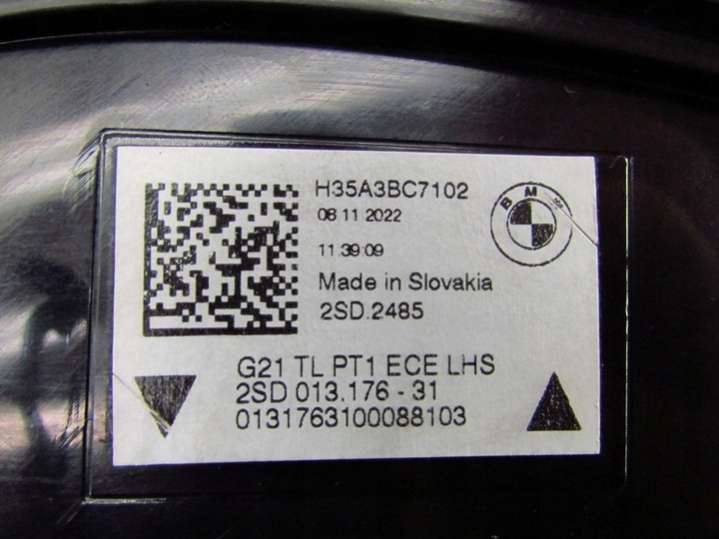 H35A3BC7102
08 11 2022
11:39:09
Made in Slovakia
2SD.2485
BMW
G21 TL PT1 ECE LHS
2SD 013.176 - 31
0131763100088103